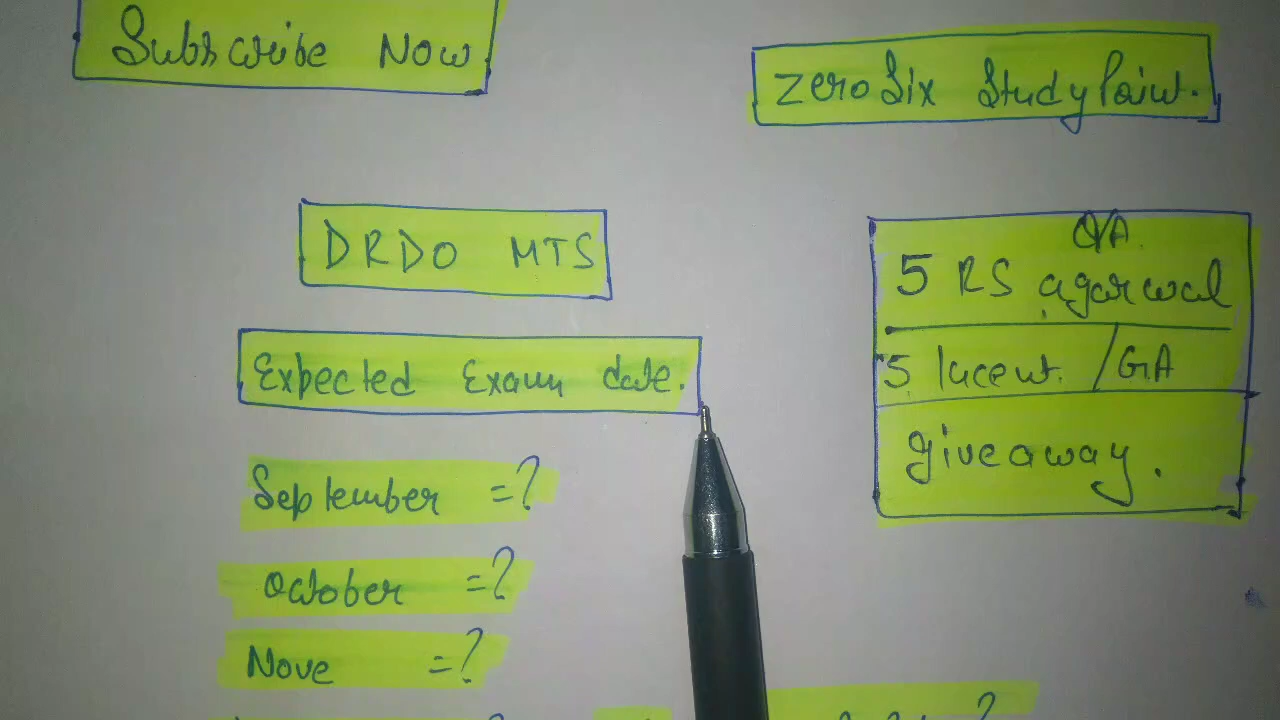 Subscribe Now
Zero Six Study Point.
DRDO MTS
Expected Exam date.
September =?
October =?
Nove =?
Q/A.
5 RS agarwal
5 lucent. / GA
giveaway.